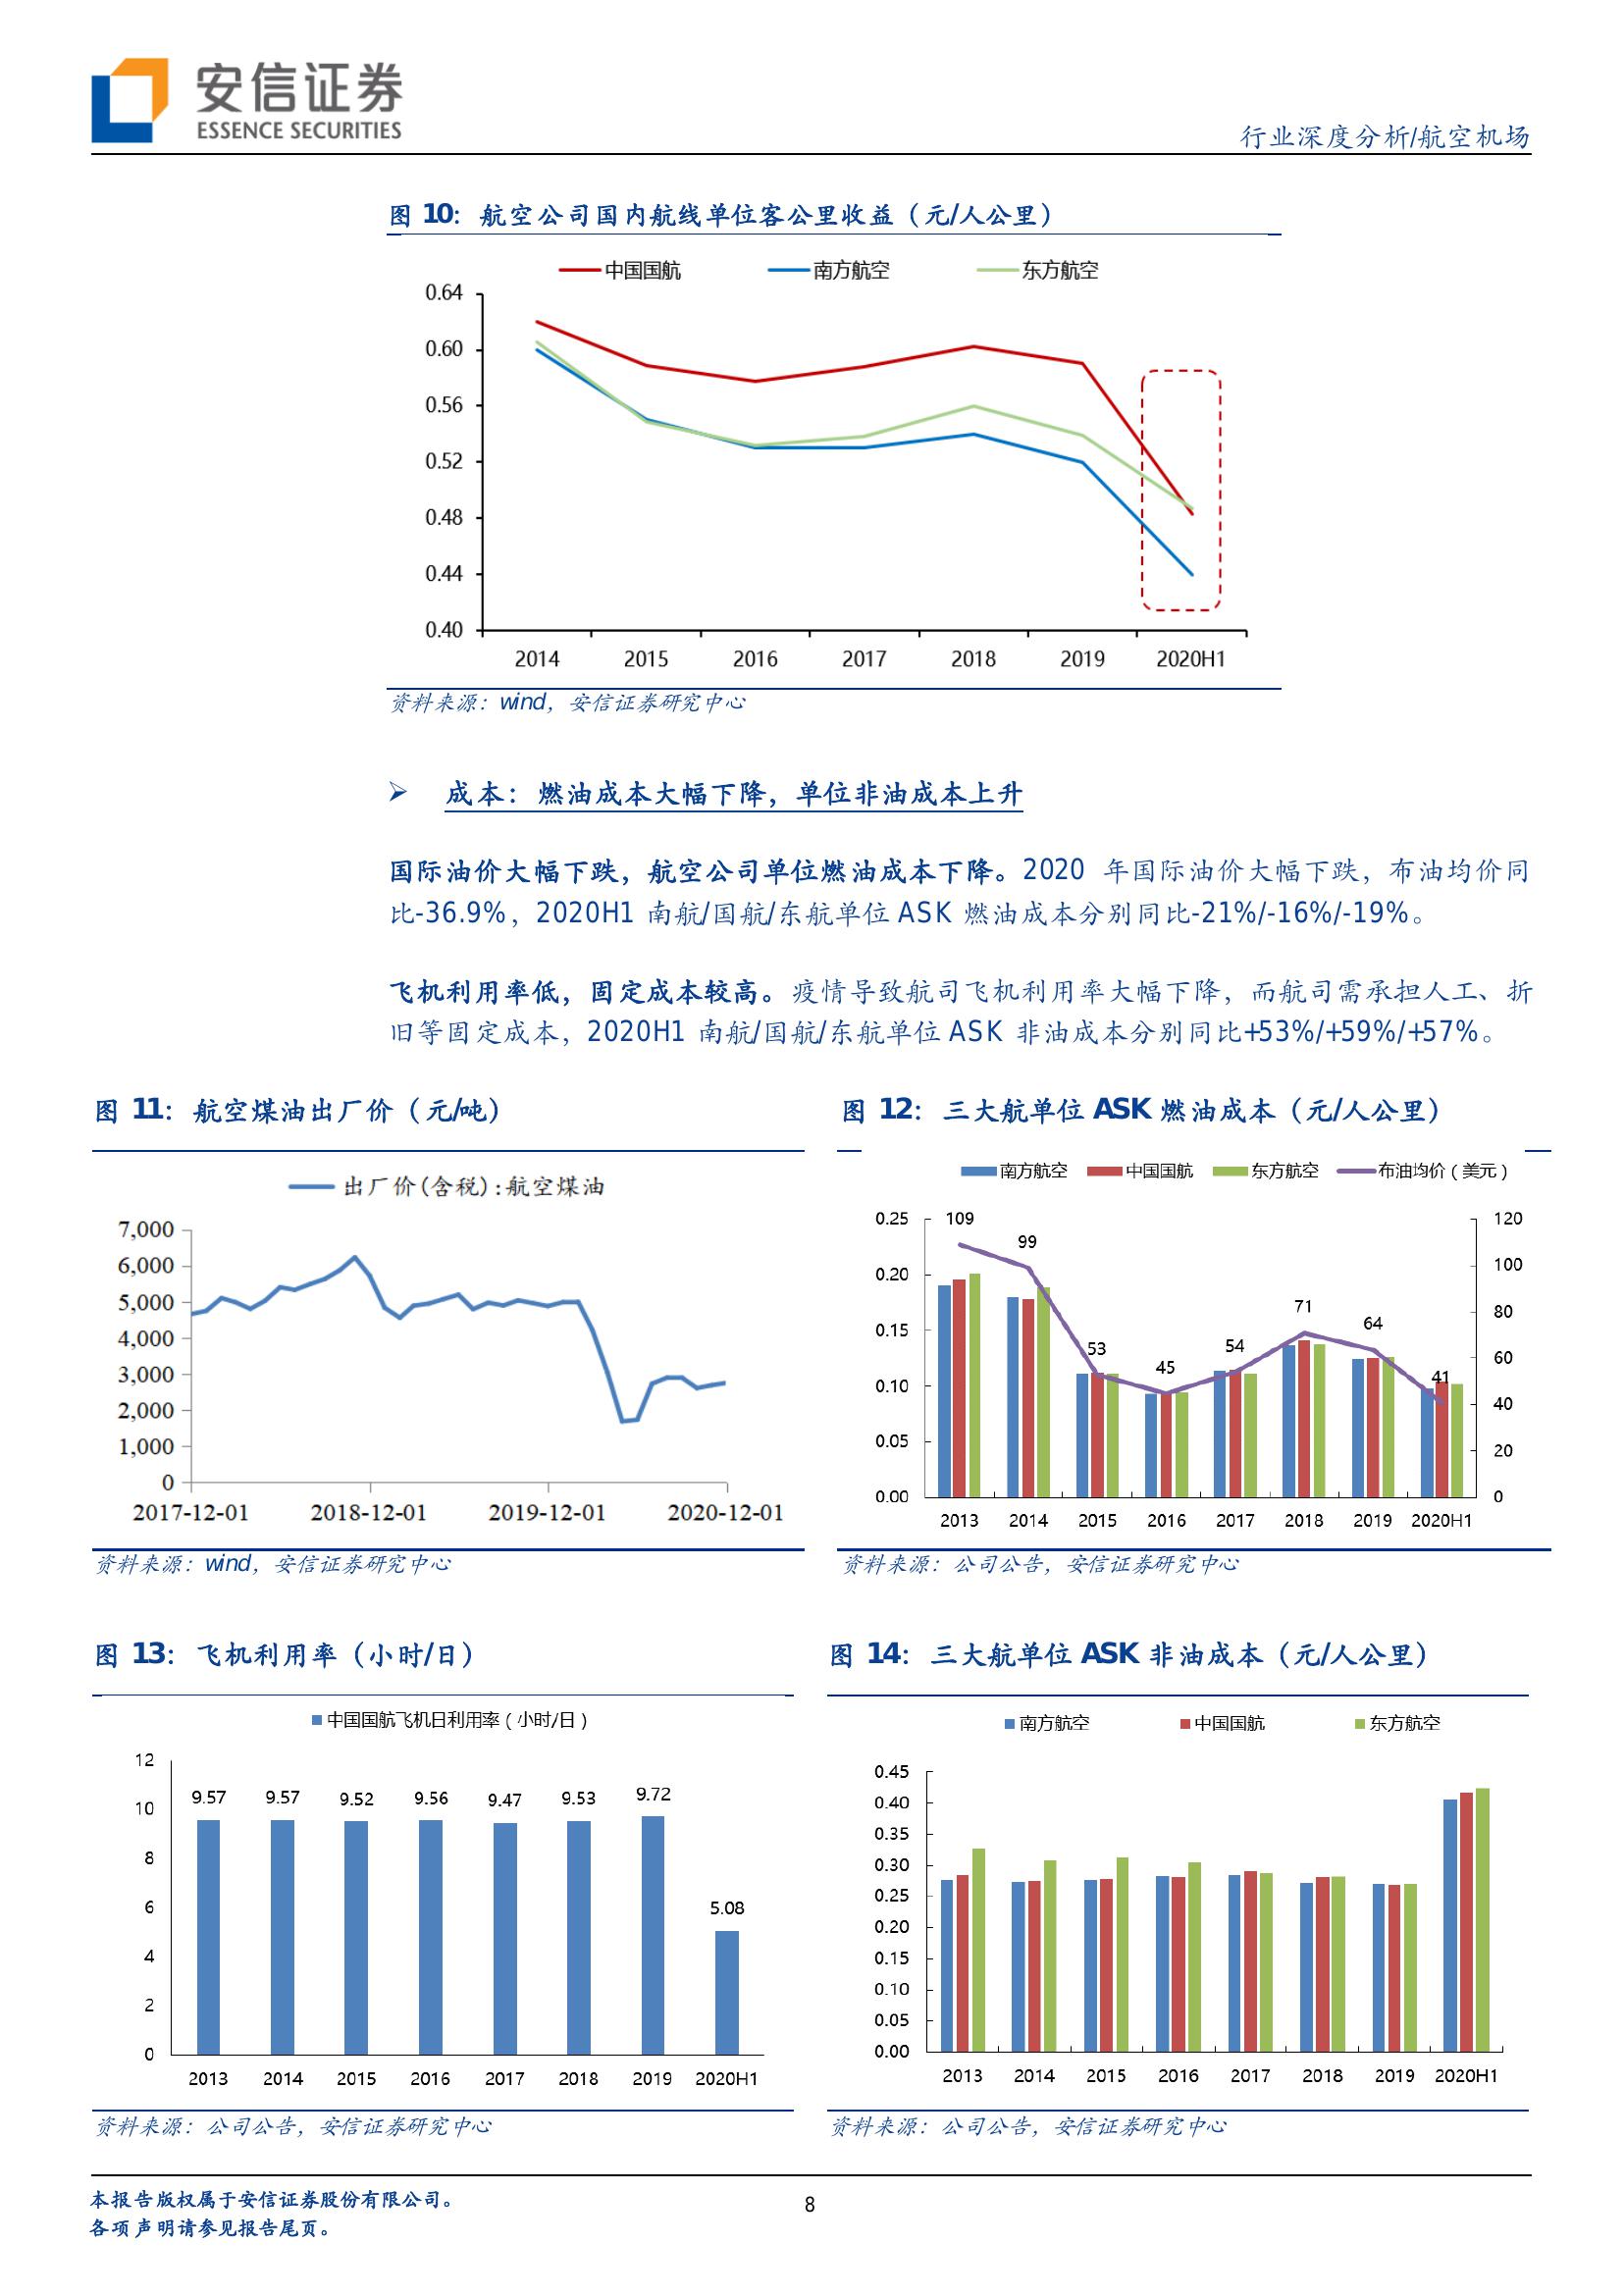 安信证券
ESSENCE SECURITIES
行业深度分析/航空机场
图 10：航空公司国内航线单位客公里收益（元/人公里）
中国国航 南方航空 东方航空
0.64
0.60
0.56
0.52
0.48
0.44
0.40
2014 2015 2016 2017 2018 2019 2020H1
资料来源：wind，安信证券研究中心
➢ 成本：燃油成本大幅下降，单位非油成本上升
国际油价大幅下跌，航空公司单位燃油成本下降。2020 年国际油价大幅下跌，布油均价同
比-36.9%，2020H1 南航/国航/东航单位 ASK 燃油成本分别同比-21%/-16%/-19%。
飞机利用率低，固定成本较高。疫情导致航司飞机利用率大幅下降，而航司需承担人工、折
旧等固定成本，2020H1 南航/国航/东航单位 ASK 非油成本分别同比+53%/+59%/+57%。
图 11：航空煤油出厂价（元/吨）
出厂价(含税):航空煤油
7,000
6,000
5,000
4,000
3,000
2,000
1,000
0
2017-12-01 2018-12-01 2019-12-01 2020-12-01
资料来源：wind，安信证券研究中心
图 12：三大航单位 ASK 燃油成本（元/人公里）
南方航空 中国国航 东方航空 布油均价（美元）
0.25
0.20
0.15
0.10
0.05
0.00
109 99 53 45 54 71 64 41
120
100
80
60
40
20
0
2013 2014 2015 2016 2017 2018 2019 2020H1
资料来源：公司公告，安信证券研究中心
图 13：飞机利用率（小时/日）
中国国航飞机日利用率（小时/日）
12
10
8
6
4
2
0
9.57 9.57 9.52 9.56 9.47 9.53 9.72 5.08
2013 2014 2015 2016 2017 2018 2019 2020H1
资料来源：公司公告，安信证券研究中心
图 14：三大航单位 ASK 非油成本（元/人公里）
南方航空 中国国航 东方航空
0.45
0.40
0.35
0.30
0.25
0.20
0.15
0.10
0.05
0.00
2013 2014 2015 2016 2017 2018 2019 2020H1
资料来源：公司公告，安信证券研究中心
本报告版权属于安信证券股份有限公司。
各项声明请参见报告尾页。
8